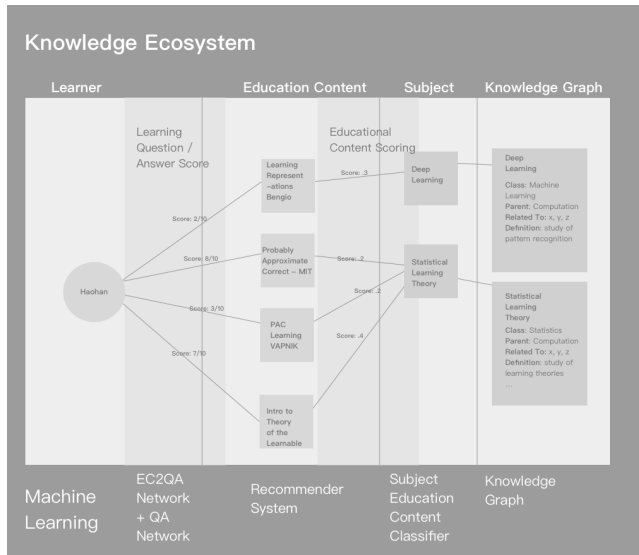 Knowledge Ecosystem
Learner
Education Content
Subject
Knowledge Graph
Learning
Question /
Answer Score
Educational
Content Scoring
Haohan
Score: 2/10
Score: 8/10
Score: 3/10
Score: 7/10
Learning
Represent
-ations
Bengio
Probably
Approximate
Correct - MIT
PAC
Learning
VAPNIK
Intro to
Theory
of the
Learnable
Score: .3
Score: .2
Score: .2
Score: .4
Deep
Learning
Statistical
Learning
Theory
Deep
Learning
Class: Machine
Learning
Parent: Computation
Related To: x, y, z
Definition: study of
pattern recognition
Statistical
Learning
Theory
Class: Statistics
Parent: Computation
Related To: x, y, z
Definition: study of
learning theories
...
Machine
Learning
EC2QA
Network
+ QA
Network
Recommender
System
Subject
Education
Content
Classifier
Knowledge
Graph